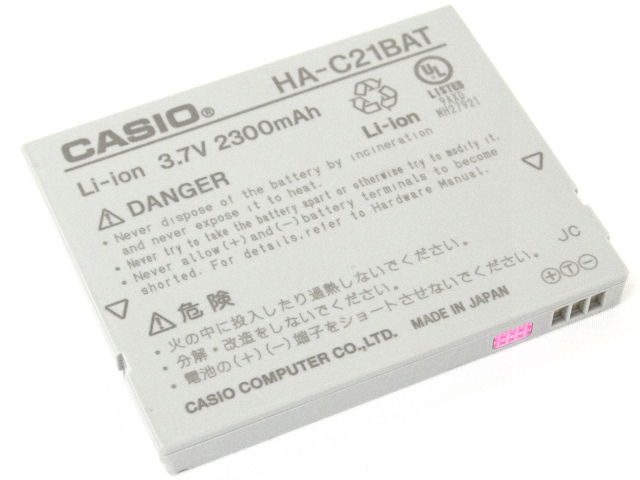 CASIO® HA-C21BAT
Li-ion 3.7V 2300mAh
Li-ion
UL
LISTED
9AXD
MH27921
DANGER
• Never dispose of the battery by incineration
and never expose it to heat.
• Never try to take the battery apart or otherwise try to modify it.
• Never allow (+)and(−)battery terminals to become
shorted. For details,refer to Hardware Manual.
JC
+ T −
危険
・火の中に投入したり過熱しないでください。
・分解・改造をしないでください。
・電池の(+)(−)端子をショートさせないでください。
CASIO COMPUTER CO.,LTD. MADE IN JAPAN